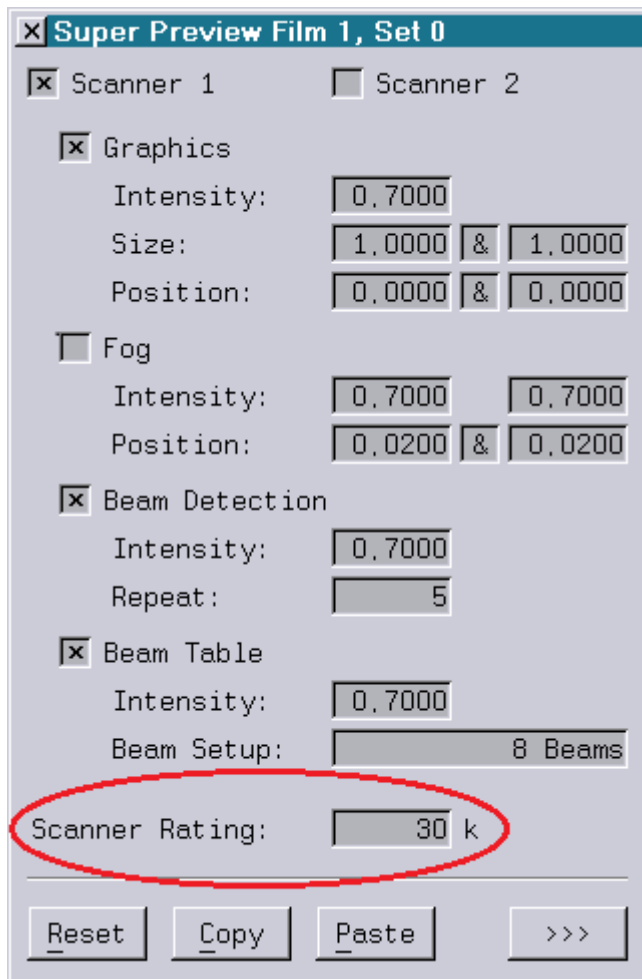 Super Preview Film 1, Set 0
Scanner 1 Scanner 2
Graphics
Intensity: 0,7000
Size: 1,0000 & 1,0000
Position: 0,0000 & 0,0000
Fog
Intensity: 0,7000 0,7000
Position: 0,0200 & 0,0200
Beam Detection
Intensity: 0,7000
Repeat: 5
Beam Table
Intensity: 0,7000
Beam Setup: 8 Beams
Scanner Rating: 30 k
Reset Copy Paste >>>